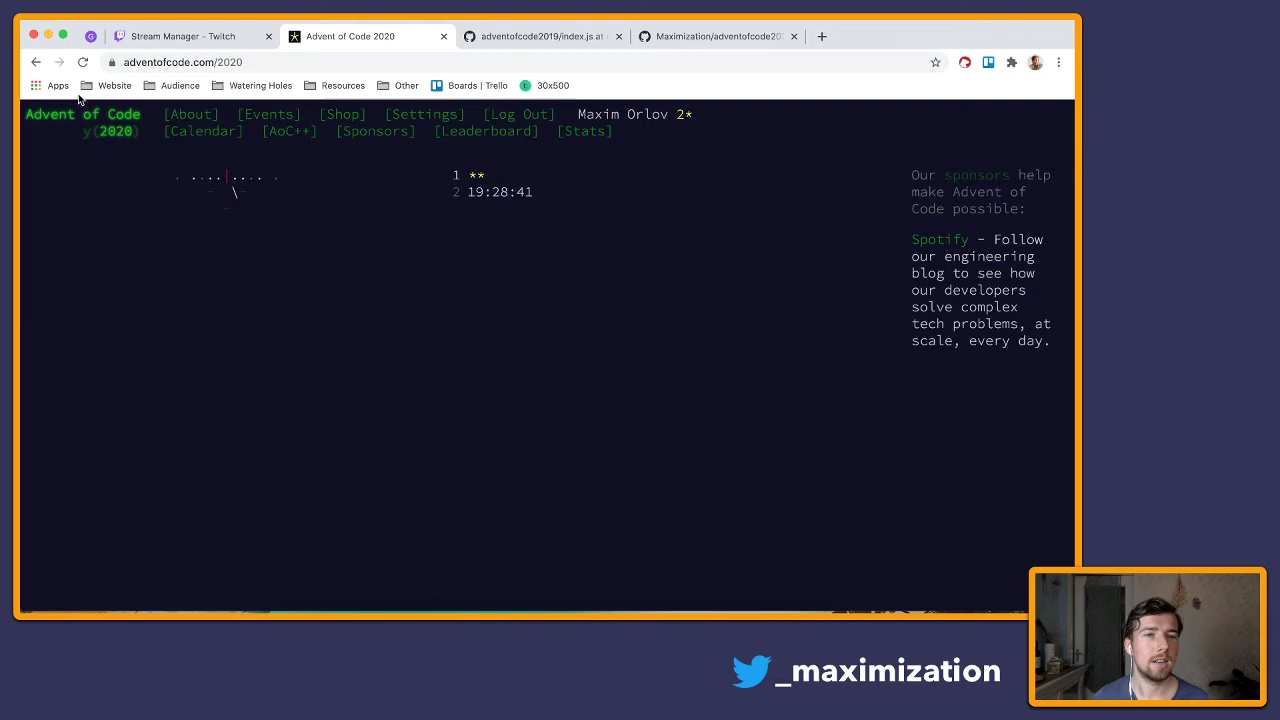 Stream Manager - Twitch
Advent of Code 2020
adventofcode2019/index.js at
Maximization/adventofcode20
adventofcode.com/2020
Apps
Website
Audience
Watering Holes
Resources
Other
Boards | Trello
30x500
Advent of Code [About] [Events] [Shop] [Settings] [Log Out] Maxim Orlov 2*
y(2020) [Calendar] [AoC++] [Sponsors] [Leaderboard] [Stats]
1 **
2 19:28:41
Our sponsors help
make Advent of
Code possible:
Spotify - Follow
our engineering
blog to see how
our developers
solve complex
tech problems, at
scale, every day.
_maximization